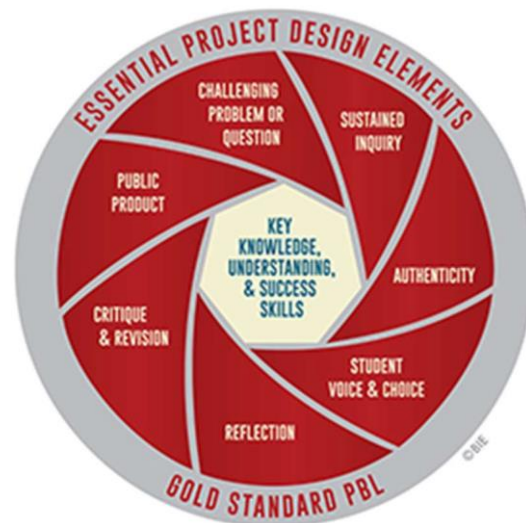 ESSENTIAL PROJECT DESIGN ELEMENTS
CHALLENGING
PROBLEM OR
QUESTION
SUSTAINED
INQUIRY
AUTHENTICITY
STUDENT
VOICE & CHOICE
REFLECTION
CRITIQUE
& REVISION
PUBLIC
PRODUCT
KEY
KNOWLEDGE,
UNDERSTANDING,
& SUCCESS
SKILLS
GOLD STANDARD PBL
©BIE